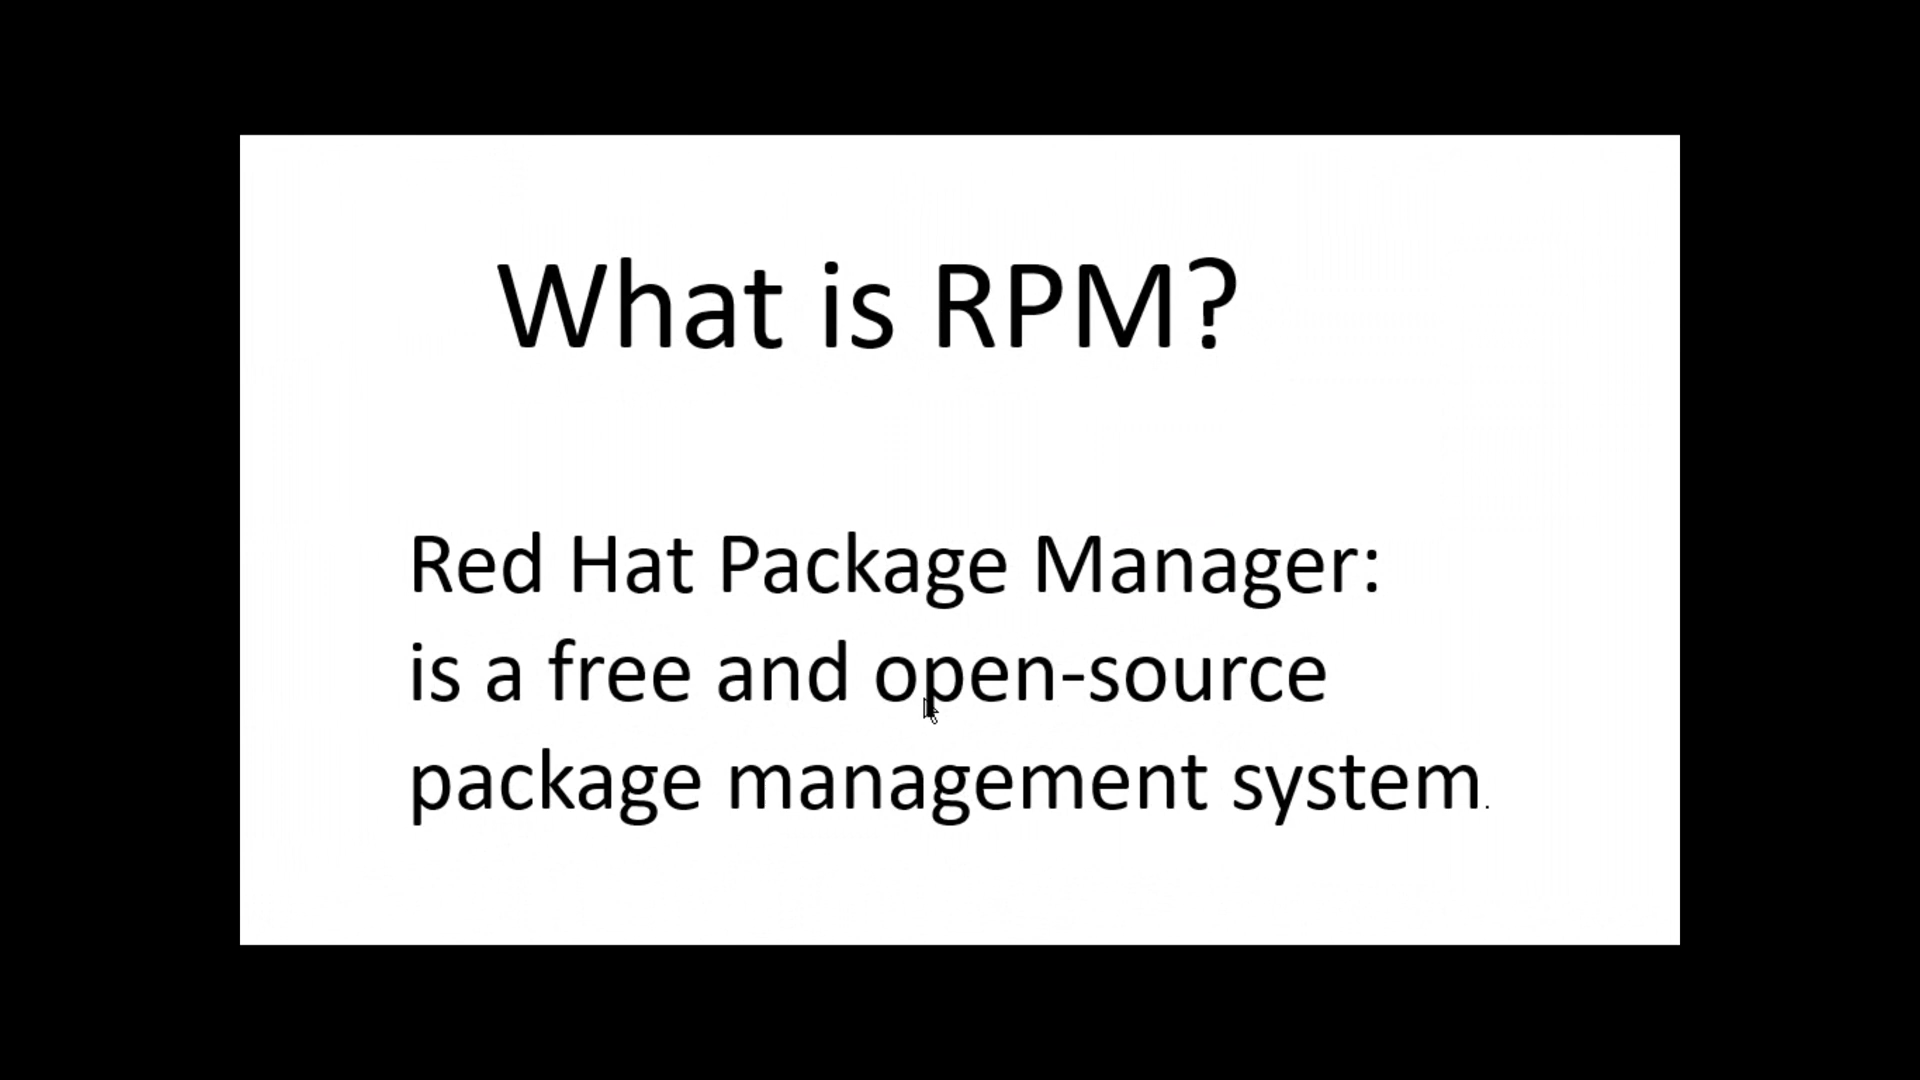 What is RPM?
Red Hat Package Manager:
is a free and open-source
package management system.